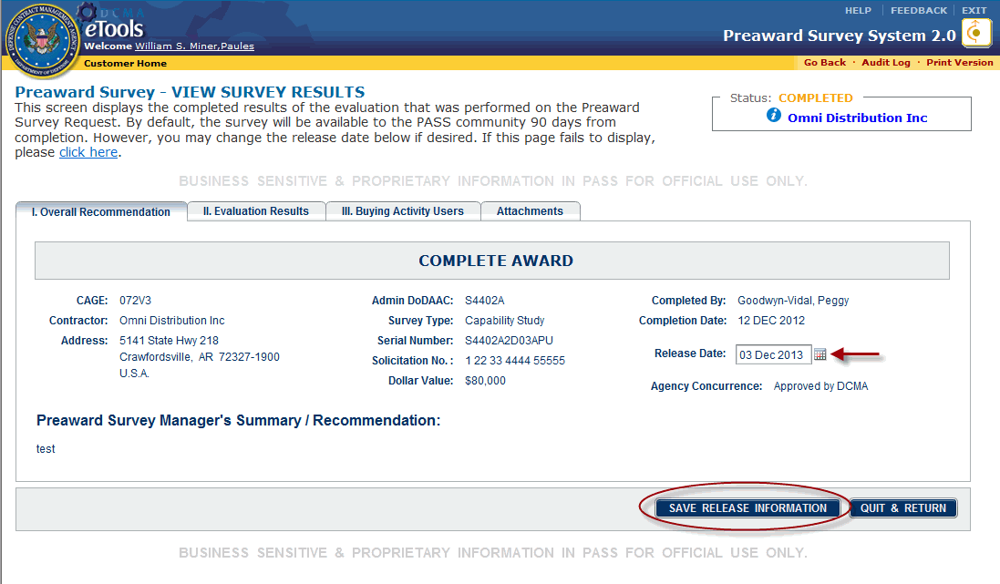 HELP | FEEDBACK | EXIT
DCMA
eTools
DEFENSE CONTRACT MANAGEMENT AGENCY
DEPARTMENT OF DEFENSE
Preaward Survey System 2.0
Welcome William S. Miner,Paules
Customer Home
Go Back · Audit Log · Print Version
Preaward Survey - VIEW SURVEY RESULTS
This screen displays the completed results of the evaluation that was performed on the Preaward
Survey Request. By default, the survey will be available to the PASS community 90 days from
completion. However, you may change the release date below if desired. If this page fails to display,
please click here.
Status: COMPLETED
i Omni Distribution Inc
BUSINESS SENSITIVE & PROPRIETARY INFORMATION IN PASS FOR OFFICIAL USE ONLY.
I. Overall Recommendation II. Evaluation Results III. Buying Activity Users Attachments
COMPLETE AWARD
CAGE: 072V3
Contractor: Omni Distribution Inc
Address: 5141 State Hwy 218
Crawfordsville, AR 72327-1900
U.S.A.
Admin DoDAAC: S4402A
Survey Type: Capability Study
Serial Number: S4402A2D03APU
Solicitation No. : 1 22 33 4444 55555
Dollar Value: $80,000
Completed By: Goodwyn-Vidal, Peggy
Completion Date: 12 DEC 2012
Release Date: 03 Dec 2013
Agency Concurrence: Approved by DCMA
Preaward Survey Manager's Summary / Recommendation:
test
SAVE RELEASE INFORMATION QUIT & RETURN
BUSINESS SENSITIVE & PROPRIETARY INFORMATION IN PASS FOR OFFICIAL USE ONLY.